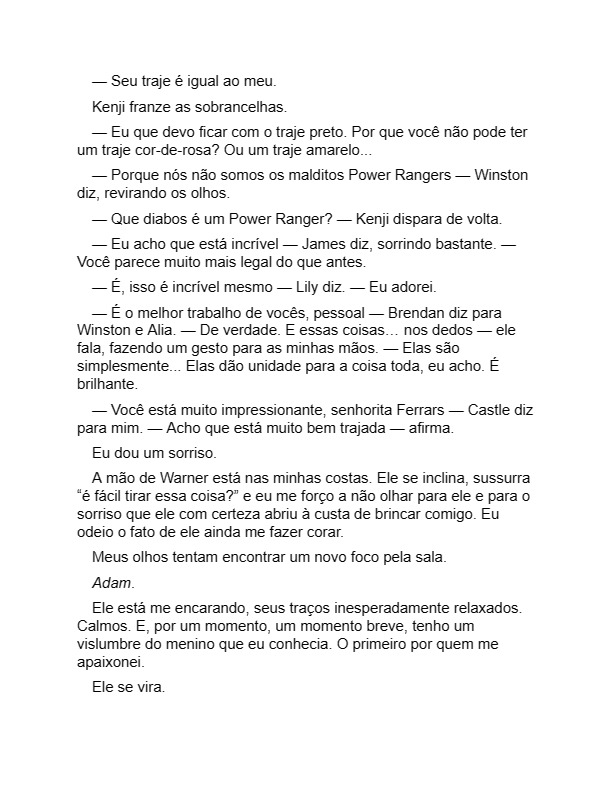 — Seu traje é igual ao meu.
Kenji franze as sobrancelhas.
— Eu que devo ficar com o traje preto. Por que você não pode ter
um traje cor-de-rosa? Ou um traje amarelo...
— Porque nós não somos os malditos Power Rangers — Winston
diz, revirando os olhos.
— Que diabos é um Power Ranger? — Kenji dispara de volta.
— Eu acho que está incrível — James diz, sorrindo bastante. —
Você parece muito mais legal do que antes.
— É, isso é incrível mesmo — Lily diz. — Eu adorei.
— É o melhor trabalho de vocês, pessoal — Brendan diz para
Winston e Alia. — De verdade. E essas coisas… nos dedos — ele
fala, fazendo um gesto para as minhas mãos. — Elas são
simplesmente... Elas dão unidade para a coisa toda, eu acho. É
brilhante.
— Você está muito impressionante, senhorita Ferrars — Castle diz
para mim. — Acho que está muito bem trajada — afirma.
Eu dou um sorriso.
A mão de Warner está nas minhas costas. Ele se inclina, sussurra
“é fácil tirar essa coisa?” e eu me forço a não olhar para ele e para o
sorriso que ele com certeza abriu à custa de brincar comigo. Eu
odeio o fato de ele ainda me fazer corar.
Meus olhos tentam encontrar um novo foco pela sala.
Adam.
Ele está me encarando, seus traços inesperadamente relaxados.
Calmos. E, por um momento, um momento breve, tenho um
vislumbre do menino que eu conhecia. O primeiro por quem me
apaixonei.
Ele se vira.